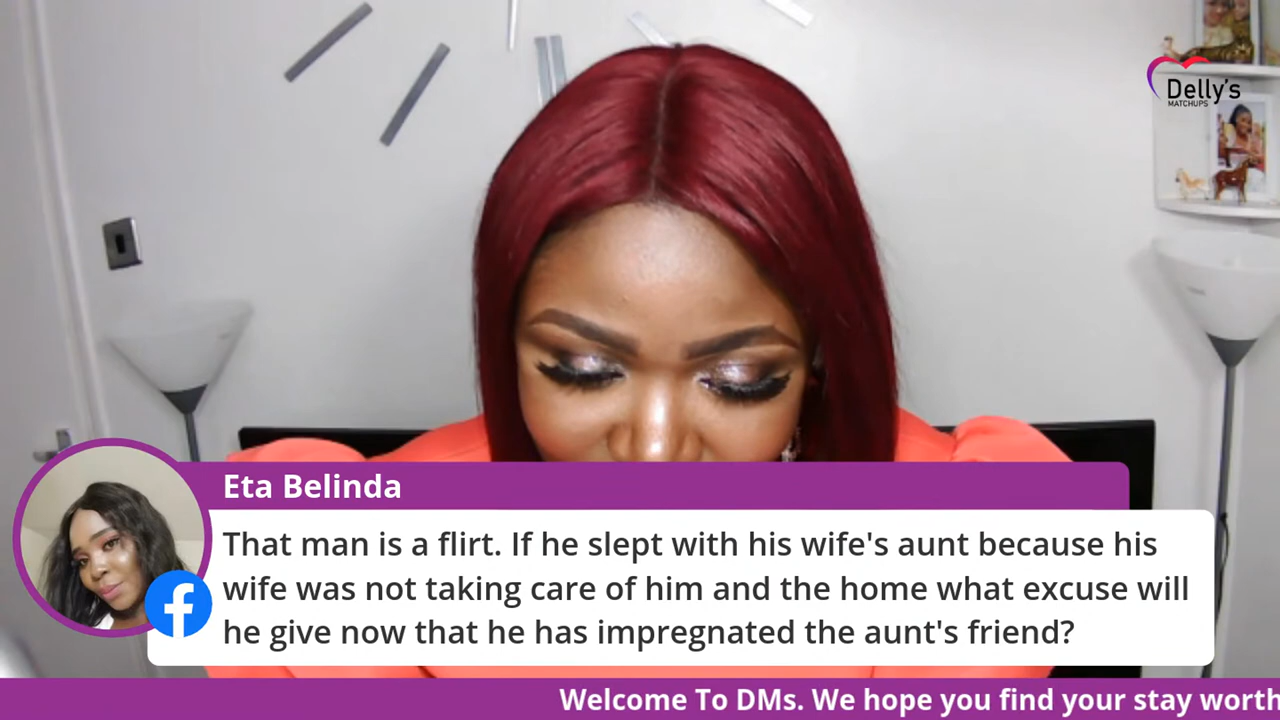 Delly's
MATCHUPS
Eta Belinda
That man is a flirt. If he slept with his wife's aunt because his
wife was not taking care of him and the home what excuse will
he give now that he has impregnated the aunt's friend?
Welcome To DMs. We hope you find your stay worth